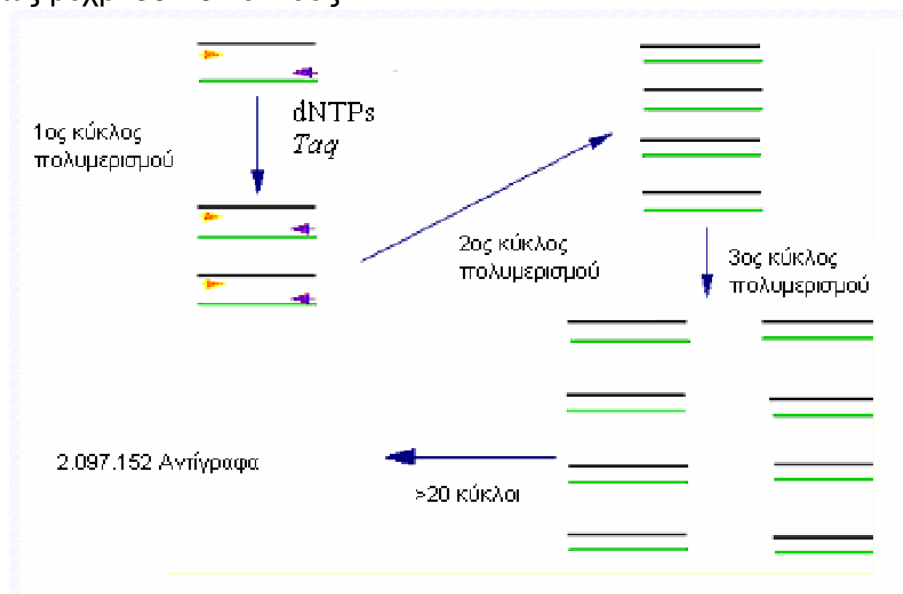 dNTPs
Taq
1ος κύκλος
πολυμερισμού
2ος κύκλος
πολυμερισμού
3ος κύκλος
πολυμερισμού
2.097.152 Αντίγραφα
>20 κύκλοι